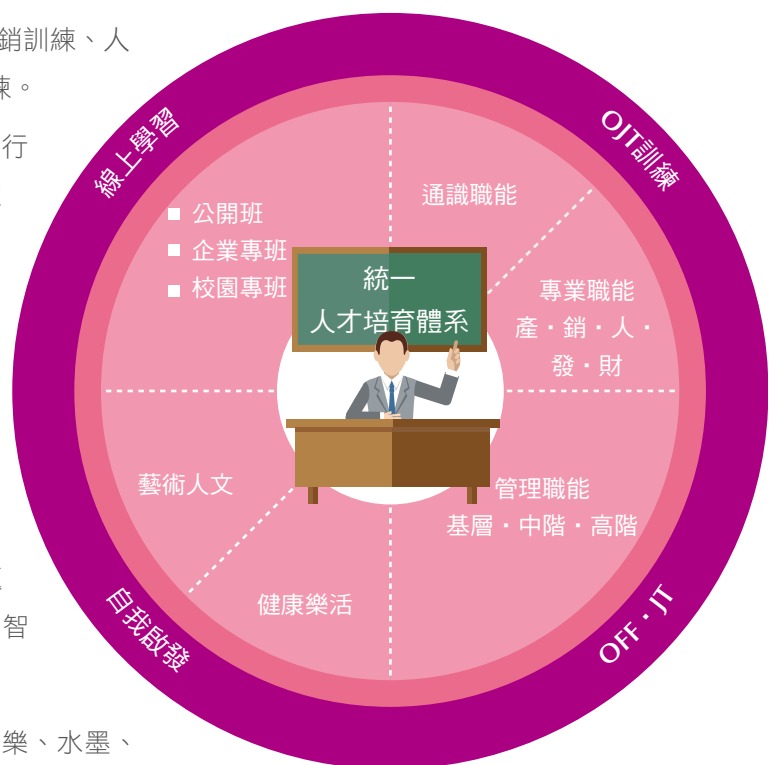 銷訓練、人
練。
行
智
樂、水墨、
線上學習
OJT訓練
公開班
企業專班
校園專班
通識職能
統一
人才培育體系
專業職能
產・銷・人・
發・財
管理職能
基層・中階・高階
藝術人文
健康樂活
自我啟發
OFF・JT